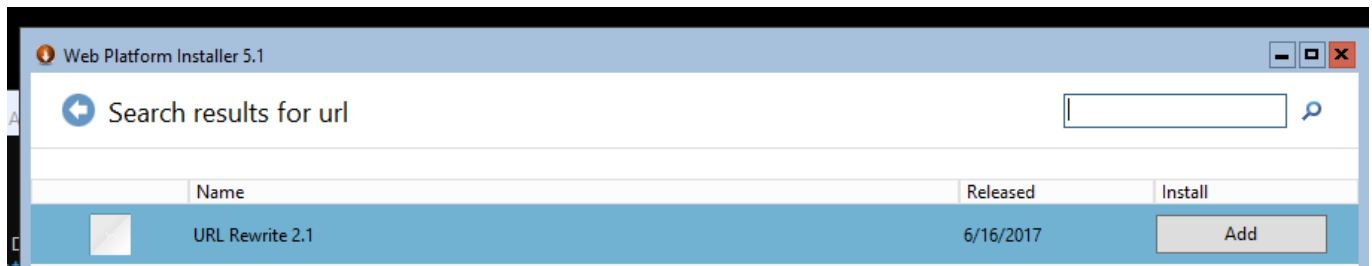 Web Platform Installer 5.1
Search results for url
Name Released Install
URL Rewrite 2.1 6/16/2017 Add